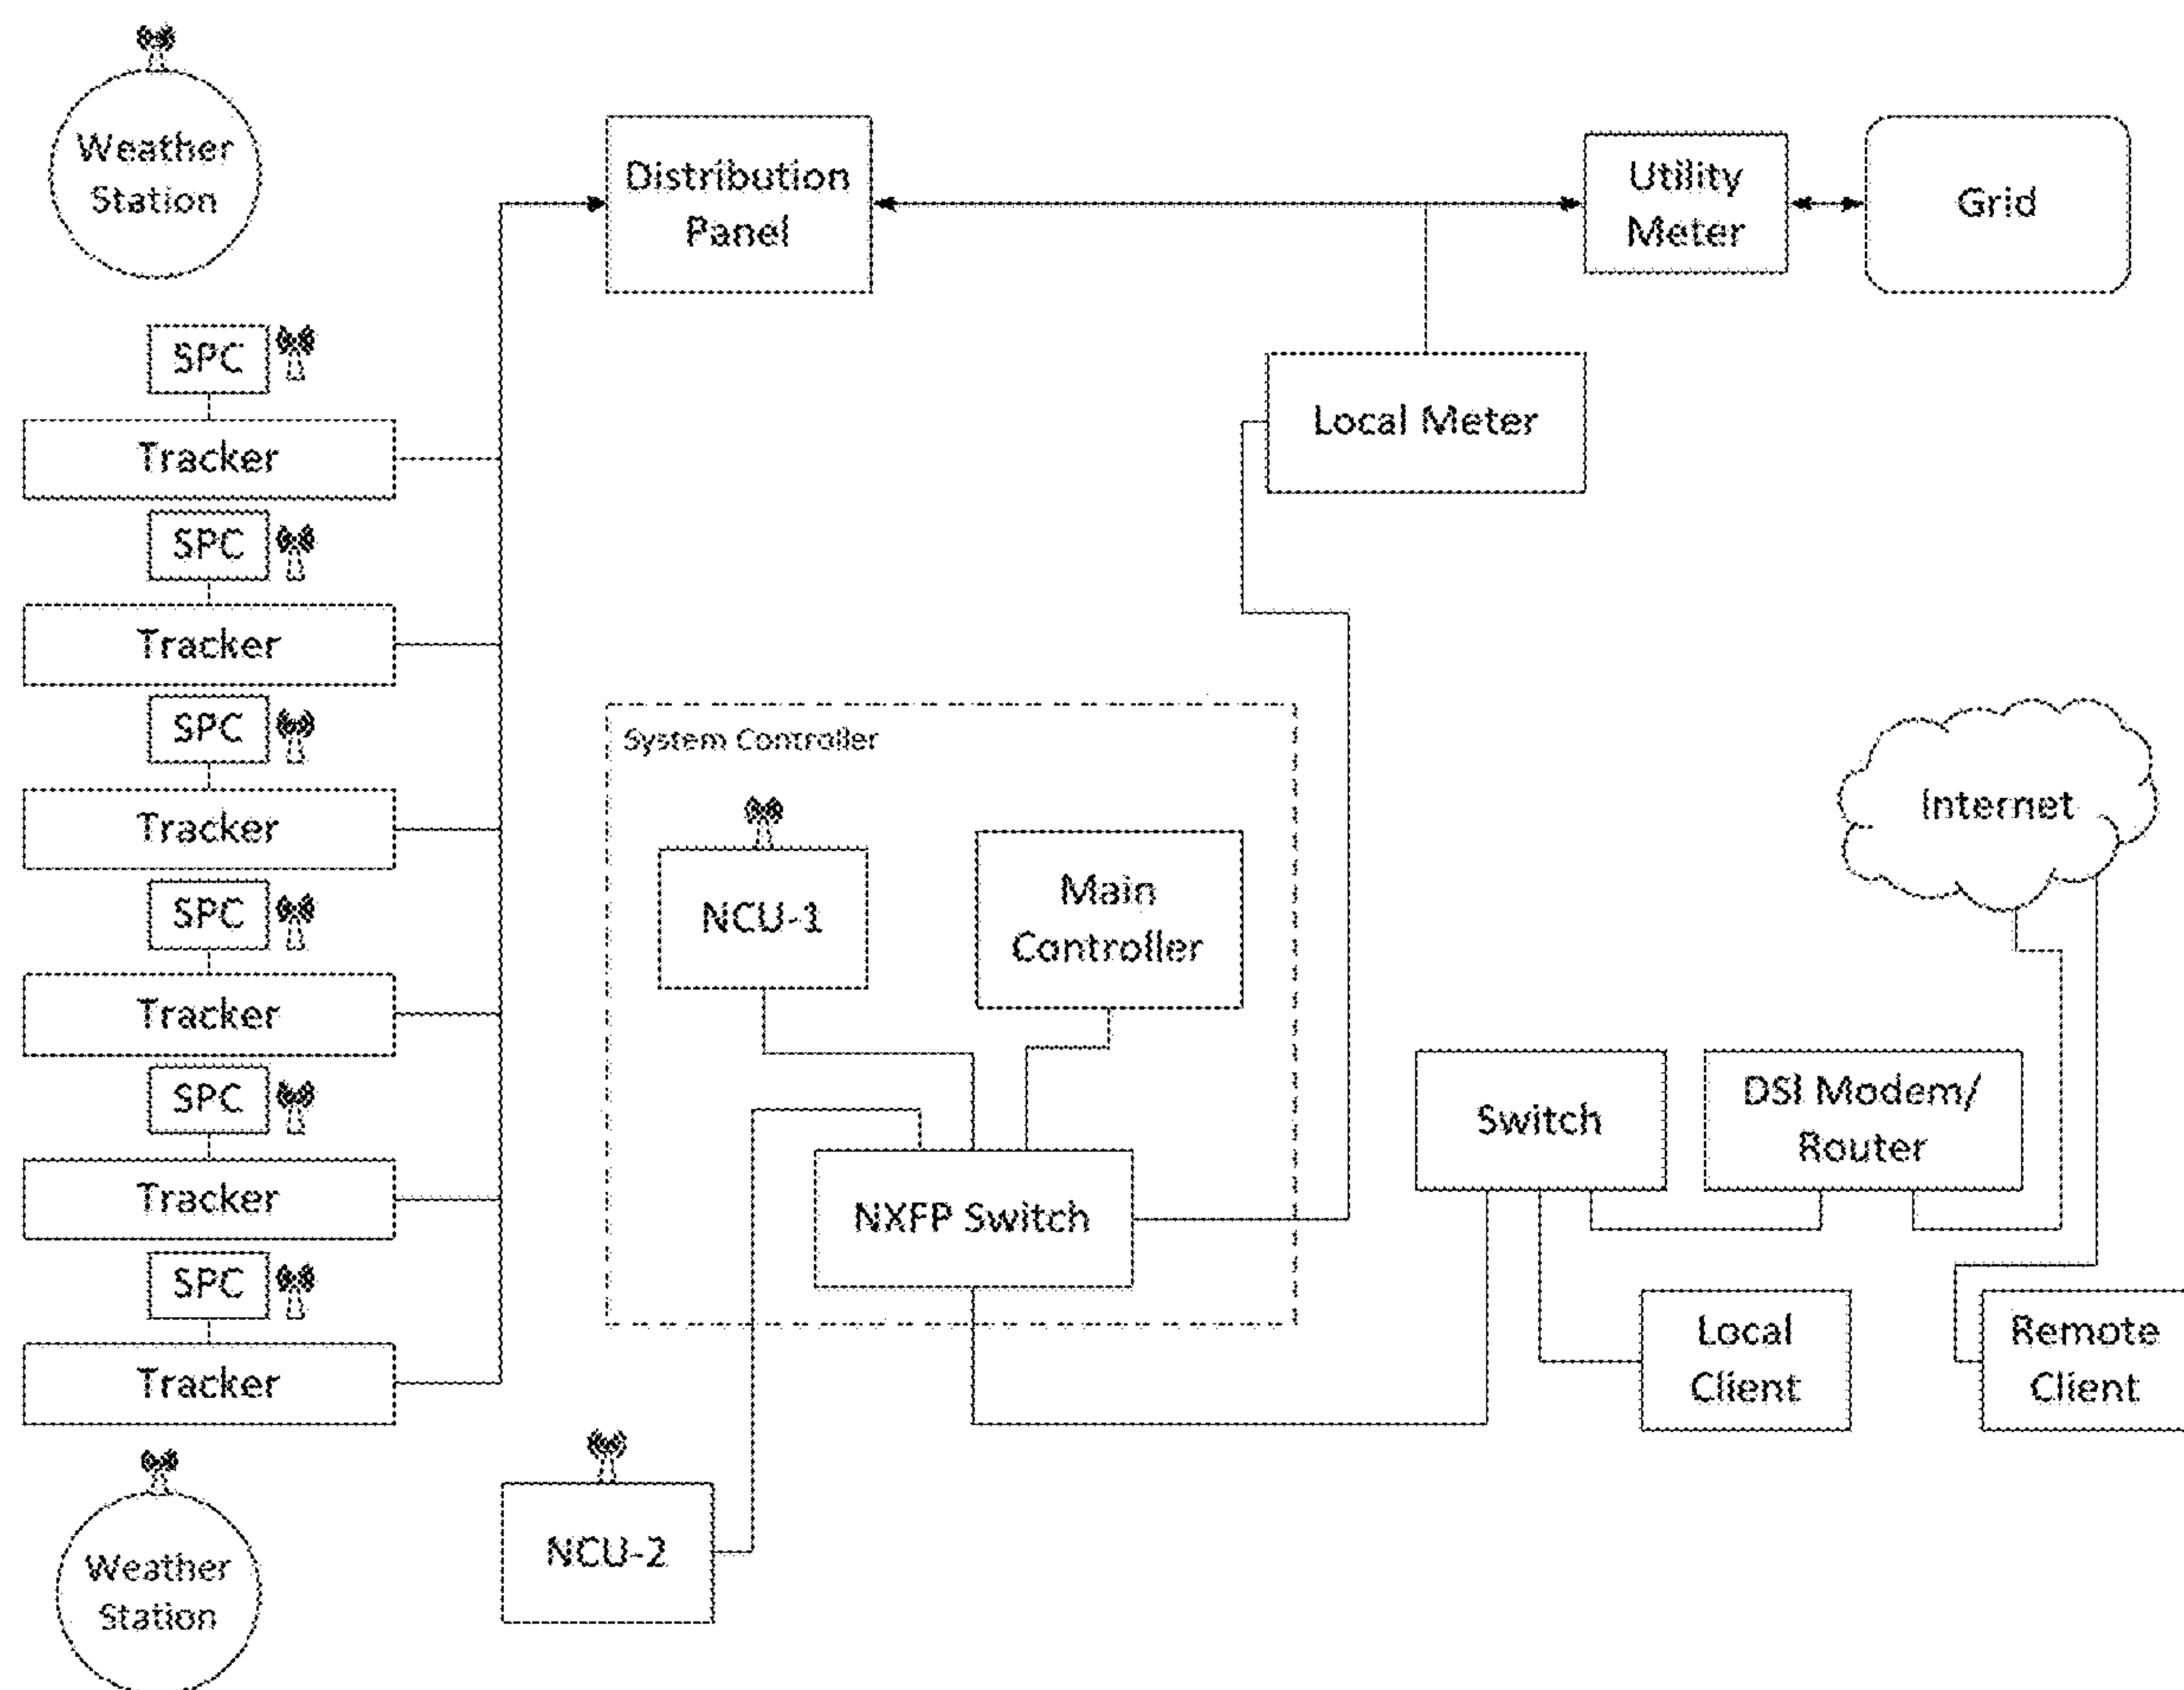 Weather
Station
Distribution
Panel
Utility
Meter
Grid
SPC
Tracker
Local Meter
SPC
Tracker
SPC
Tracker
System Controller
Internet
NCU-1
Main
Controller
SPC
Tracker
SPC
Tracker
Switch
DSl Modem/
Router
NXFP Switch
SPC
Tracker
Local
Client
Remote
Client
NCU-2
Weather
Station